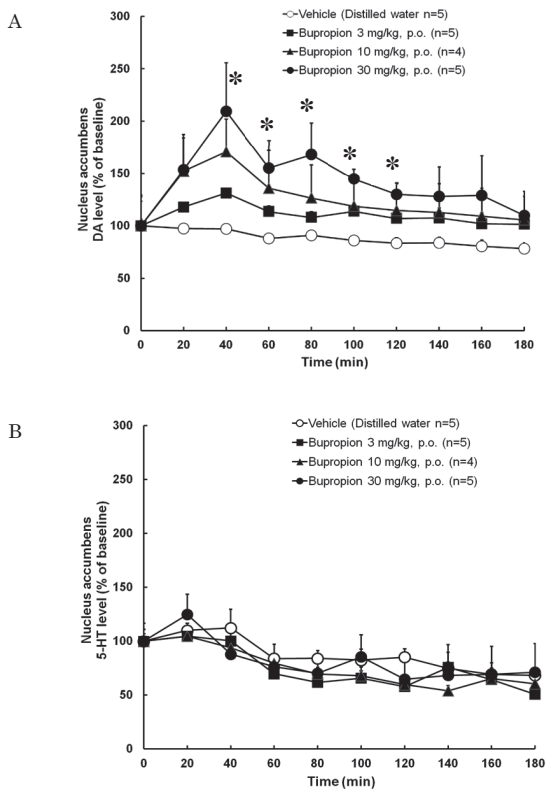 A
300
250
200
150
100
50
0
Nucleus accumbens
DA level (% of baseline)
Vehicle (Distilled water n=5)
Bupropion 3 mg/kg, p.o. (n=5)
Bupropion 10 mg/kg, p.o. (n=4)
Bupropion 30 mg/kg, p.o. (n=5)
* * * * *
0 20 40 60 80 100 120 140 160 180
Time (min)
B
300
250
200
150
100
50
0
Nucleus accumbens
5-HT level (% of baseline)
Vehicle (Distilled water n=5)
Bupropion 3 mg/kg, p.o. (n=5)
Bupropion 10 mg/kg, p.o. (n=4)
Bupropion 30 mg/kg, p.o. (n=5)
0 20 40 60 80 100 120 140 160 180
Time (min)